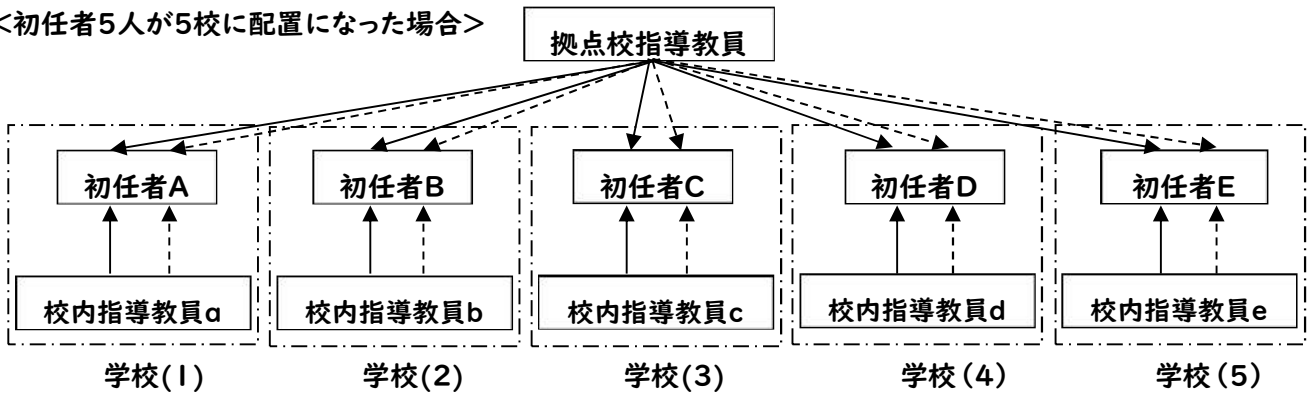 <初任者5人が5校に配置になった場合>
拠点校指導教員
初任者A
初任者B
初任者C
初任者D
初任者E
校内指導教員a
校内指導教員b
校内指導教員c
校内指導教員d
校内指導教員e
学校(1)
学校(2)
学校(3)
学校（4）
学校（5）